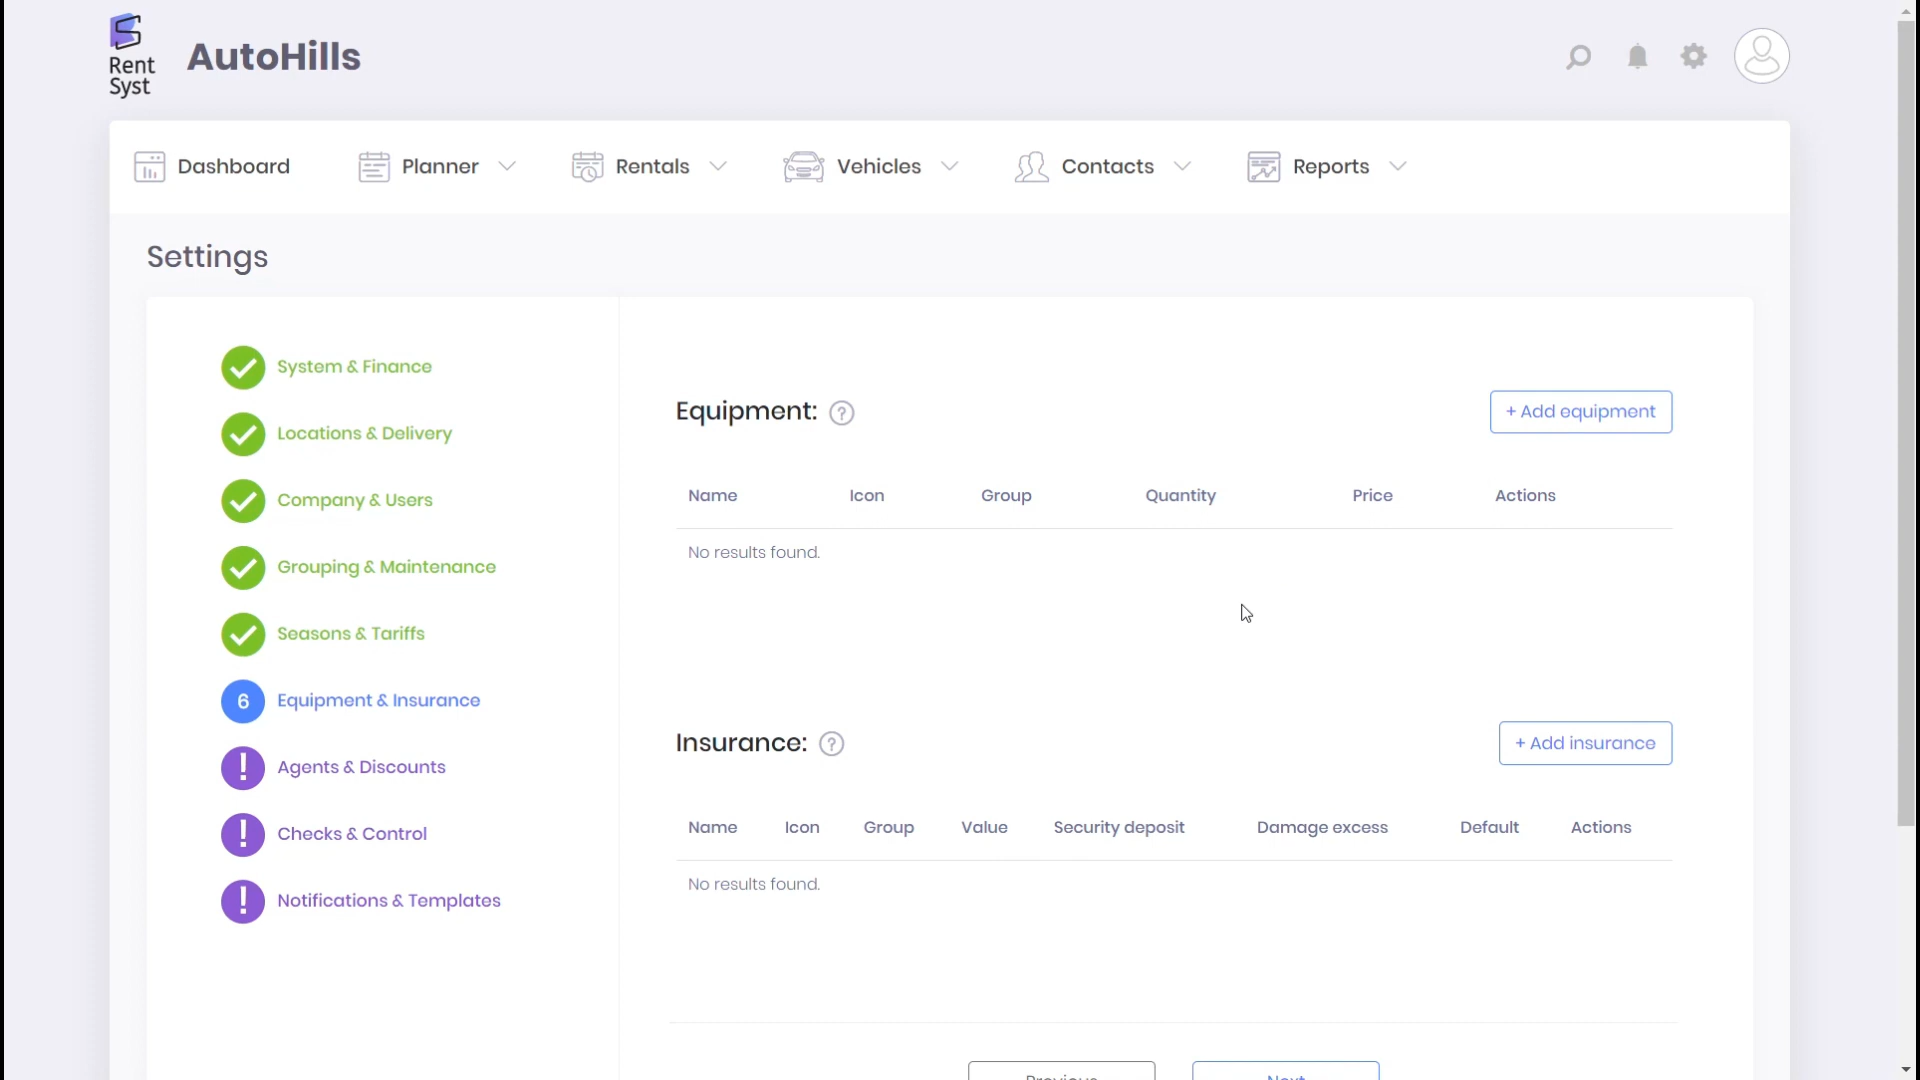 Rent
Syst
AutoHills
Dashboard
Planner
Rentals
Vehicles
Contacts
Reports
Settings
System & Finance
Locations & Delivery
Company & Users
Grouping & Maintenance
Seasons & Tariffs
6 Equipment & Insurance
! Agents & Discounts
! Checks & Control
! Notifications & Templates
Equipment: ?
+ Add equipment
Name Icon Group Quantity Price Actions
No results found.
Insurance: ?
+ Add insurance
Name Icon Group Value Security deposit Damage excess Default Actions
No results found.
Previous
Next